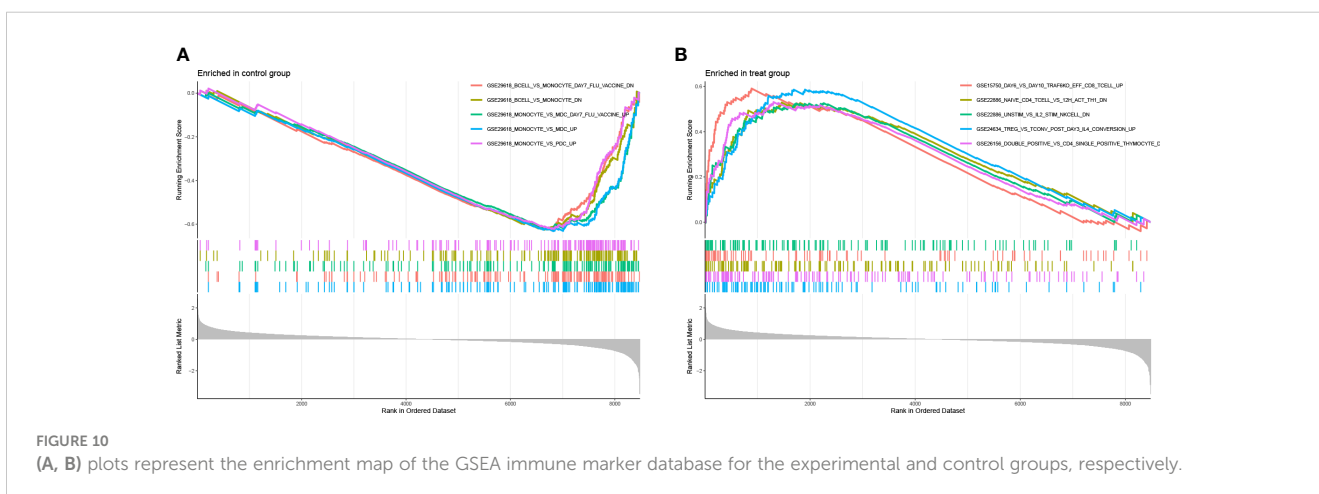 A
Enriched in control group
GSE29618_BCELL_VS_MONOCYTE_DAY7_FLU_VACCINE_DN
GSE29618_BCELL_VS_MONOCYTE_DN
GSE29618_MONOCYTE_VS_MDC_DAY7_FLU_VACCINE_UP
GSE29618_MONOCYTE_VS_MDC_UP
GSE29618_MONOCYTE_VS_PDC_UP
Running Enrichment Score
0.0
−0.2
−0.4
−0.6
Ranked List Metric
2
0
−2
2000 4000 6000 8000
Rank in Ordered Dataset
B
Enriched in treat group
GSE15750_DAY6_VS_DAY10_TRAF6KO_EFF_CD8_TCELL_UP
GSE22886_NAIVE_CD4_TCELL_VS_12H_ACT_TH1_DN
GSE22886_UNSTIM_VS_IL2_STIM_NKCELL_DN
GSE24634_TREG_VS_TCONV_POST_DAY3_IL4_CONVERSION_UP
GSE26156_DOUBLE_POSITIVE_VS_CD4_SINGLE_POSITIVE_THYMOCYTE_D
Running Enrichment Score
0.6
0.4
0.2
0.0
Ranked List Metric
2
0
−2
2000 4000 6000 8000
Rank in Ordered Dataset
FIGURE 10
(A, B) plots represent the enrichment map of the GSEA immune marker database for the experimental and control groups, respectively.